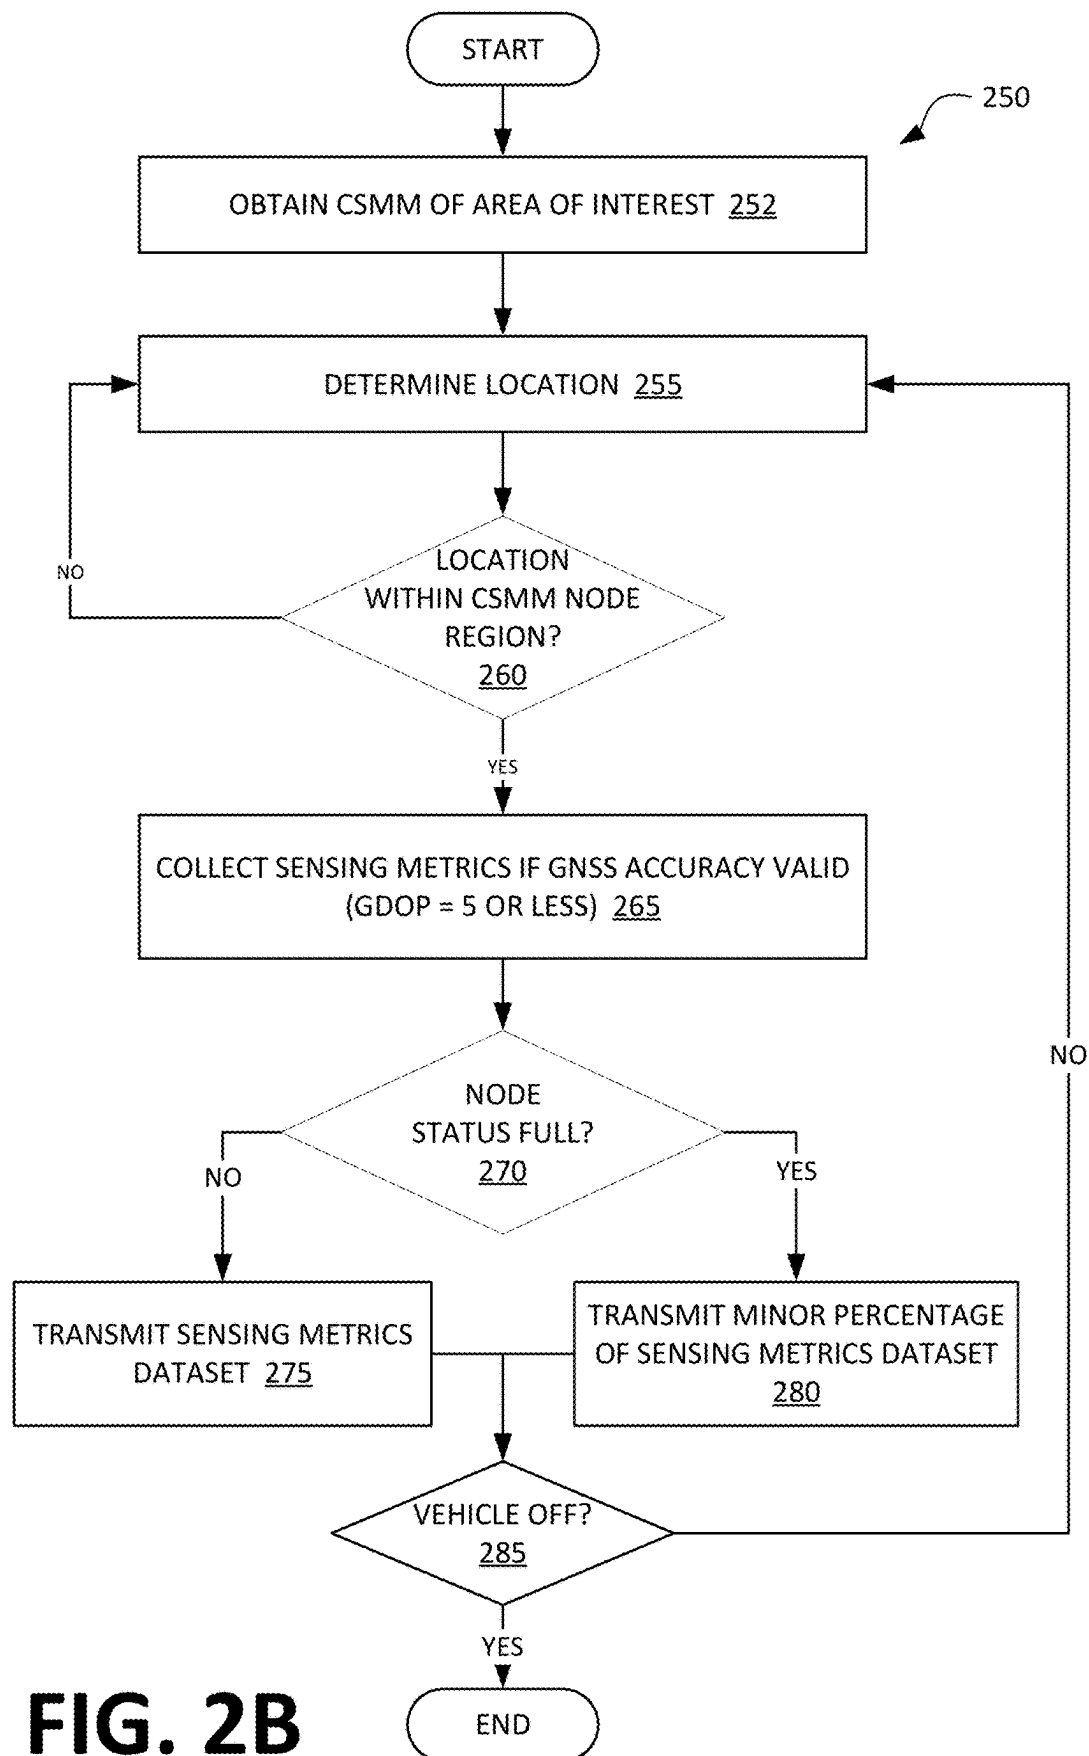 START
250
OBTAIN CSMM OF AREA OF INTEREST 252
DETERMINE LOCATION 255
LOCATION
WITHIN CSMM NODE
REGION?
260
NO
YES
COLLECT SENSING METRICS IF GNSS ACCURACY VALID
(GDOP = 5 OR LESS) 265
NODE
STATUS FULL?
270
NO
YES
NO
TRANSMIT SENSING METRICS
DATASET 275
TRANSMIT MINOR PERCENTAGE
OF SENSING METRICS DATASET
280
VEHICLE OFF?
285
YES
END
FIG. 2B